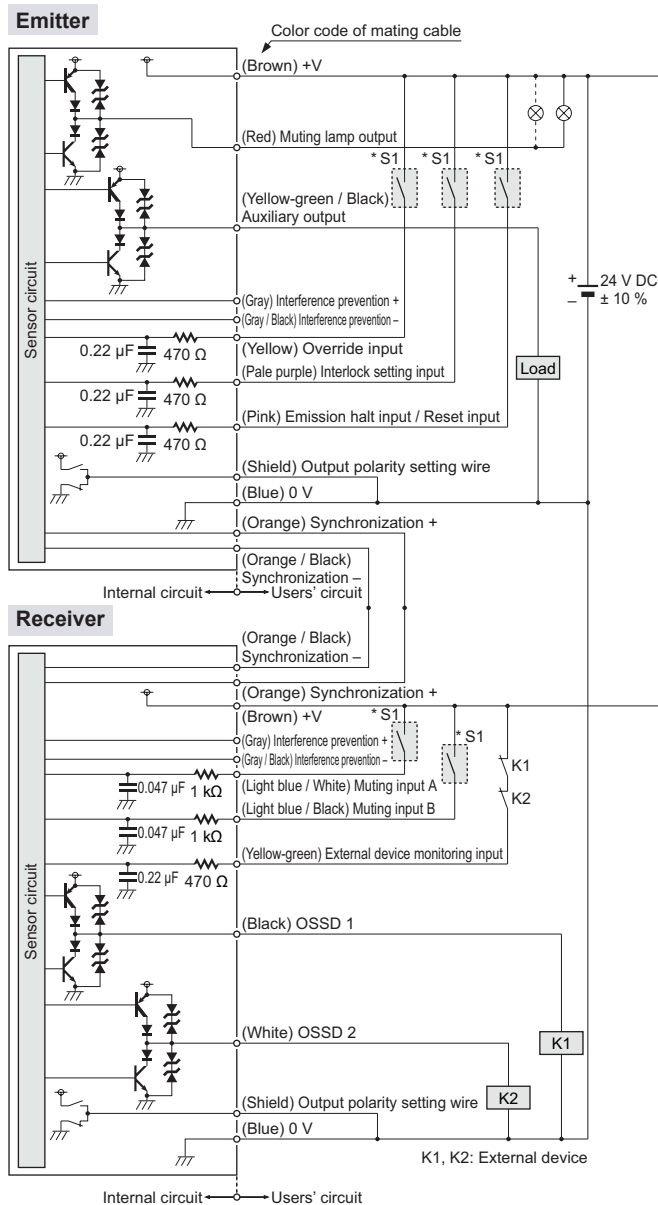 Emitter
Color code of mating cable
(Brown) +V
(Red) Muting lamp output
* S1 * S1 * S1
(Yellow-green / Black)
Auxiliary output
+
–
24 V DC
± 10 %
Sensor circuit
(Gray) Interference prevention +
(Gray / Black) Interference prevention –
0.22 µF 470 Ω
(Yellow) Override input
(Pale purple) Interlock setting input
Load
0.22 µF 470 Ω
(Pink) Emission halt input / Reset input
0.22 µF 470 Ω
(Shield) Output polarity setting wire
(Blue) 0 V
(Orange) Synchronization +
(Orange / Black)
Synchronization –
Internal circuit Users' circuit
Receiver
(Orange / Black)
Synchronization –
(Orange) Synchronization +
(Brown) +V
* S1
* S1
(Gray) Interference prevention +
(Gray / Black) Interference prevention –
K1
0.047 µF 1 kΩ
(Light blue / White) Muting input A
K2
(Light blue / Black) Muting input B
0.047 µF 1 kΩ
(Yellow-green) External device monitoring input
0.22 µF 470 Ω
Sensor circuit
(Black) OSSD 1
(White) OSSD 2
K1
K2
(Shield) Output polarity setting wire
(Blue) 0 V
K1, K2: External device
Internal circuit Users' circuit